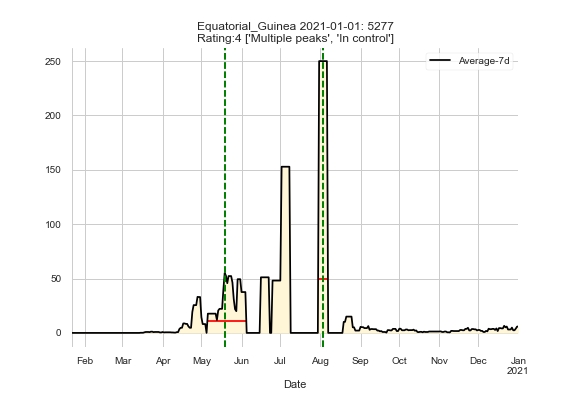 Equatorial_Guinea 2021-01-01: 5277
Rating:4 ['Multiple peaks', 'In control']
Average-7d
250
200
150
100
50
0
Feb Mar Apr May Jun Jul Aug Sep Oct Nov Dec Jan
2021
Date